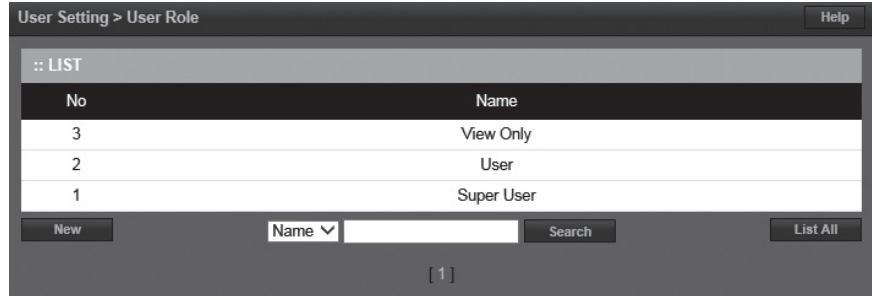 User Setting > User Role Help
:: LIST
No Name
3 View Only
2 User
1 Super User
New Name Search List All
[ 1 ]